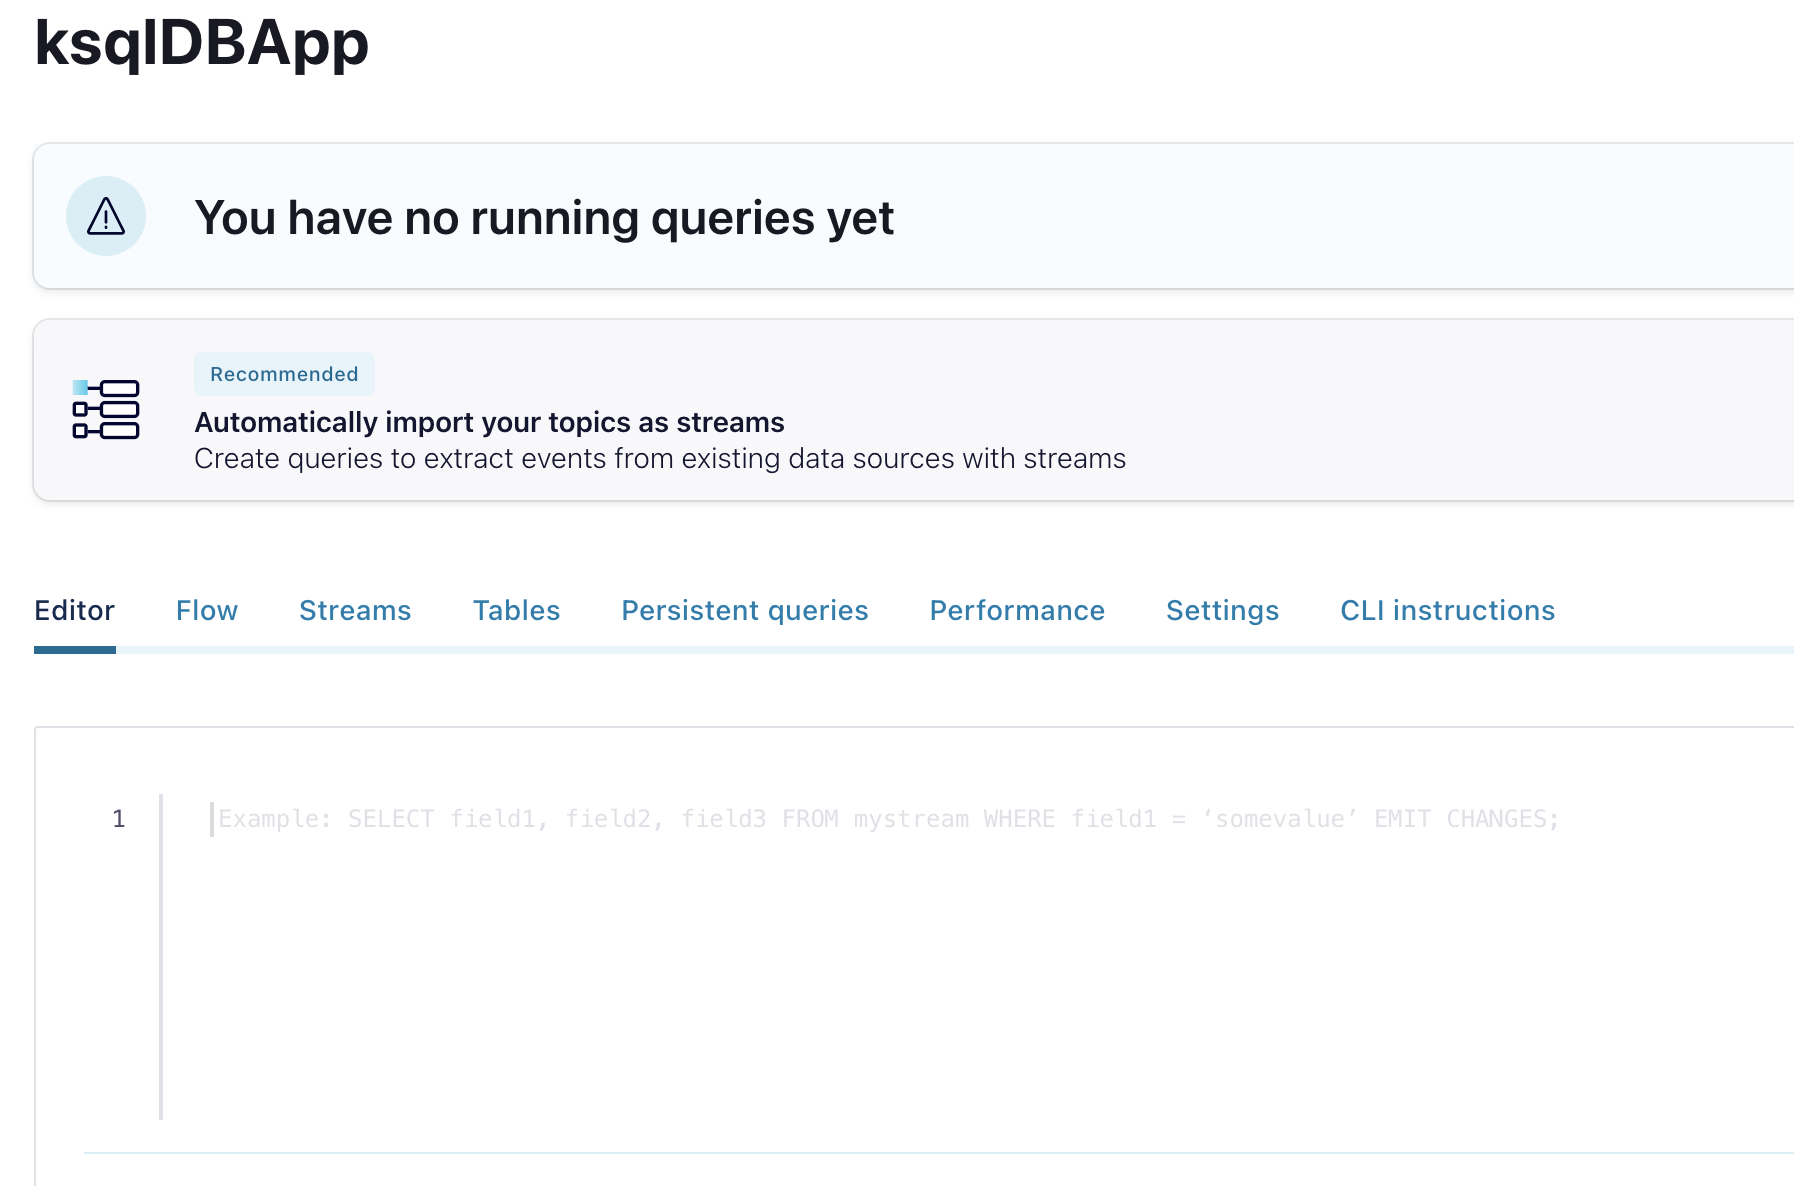 ksqlDBApp
You have no running queries yet
Recommended
Automatically import your topics as streams
Create queries to extract events from existing data sources with streams
Editor Flow Streams Tables Persistent queries Performance Settings CLI instructions
1 Example: SELECT field1, field2, field3 FROM mystream WHERE field1 = ‘somevalue’ EMIT CHANGES;